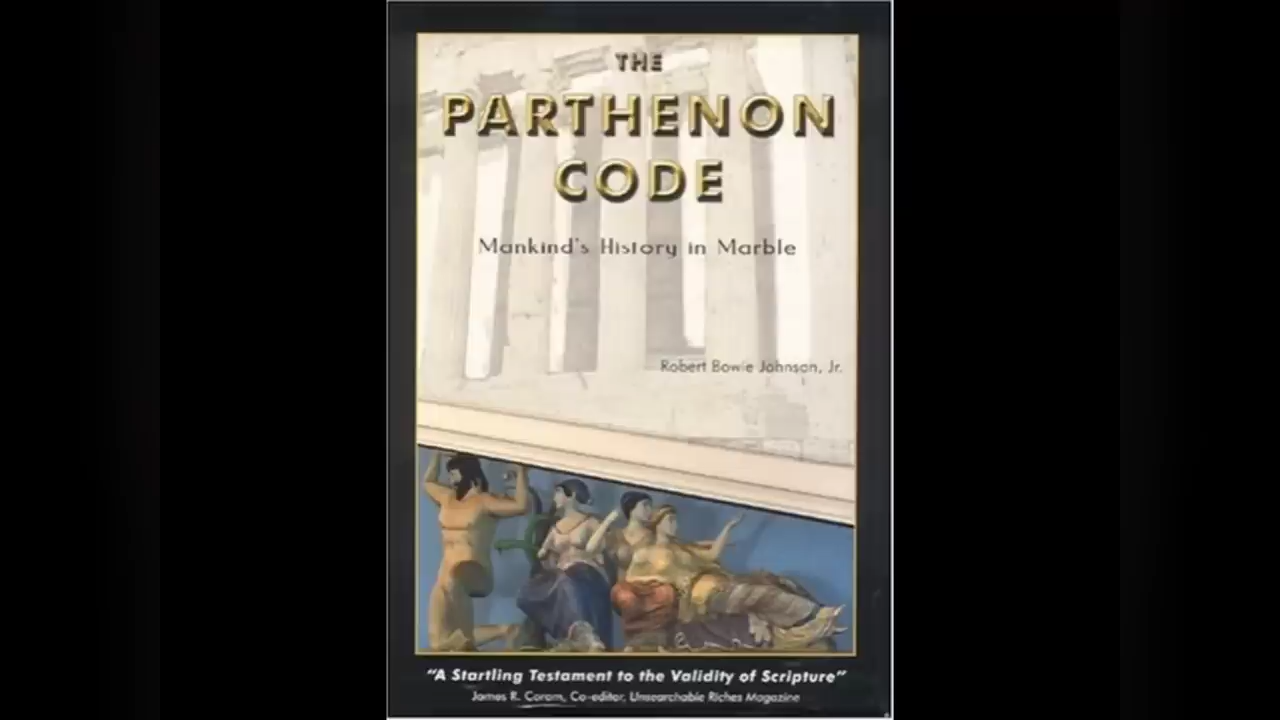 THE
PARTHENON
CODE
Mankind's History in Marble
Robert Bowie Johnson, Jr.
"A Startling Testament to the Validity of Scripture"
James R. Coram, Co-editor, Unsearchable Riches Magazine